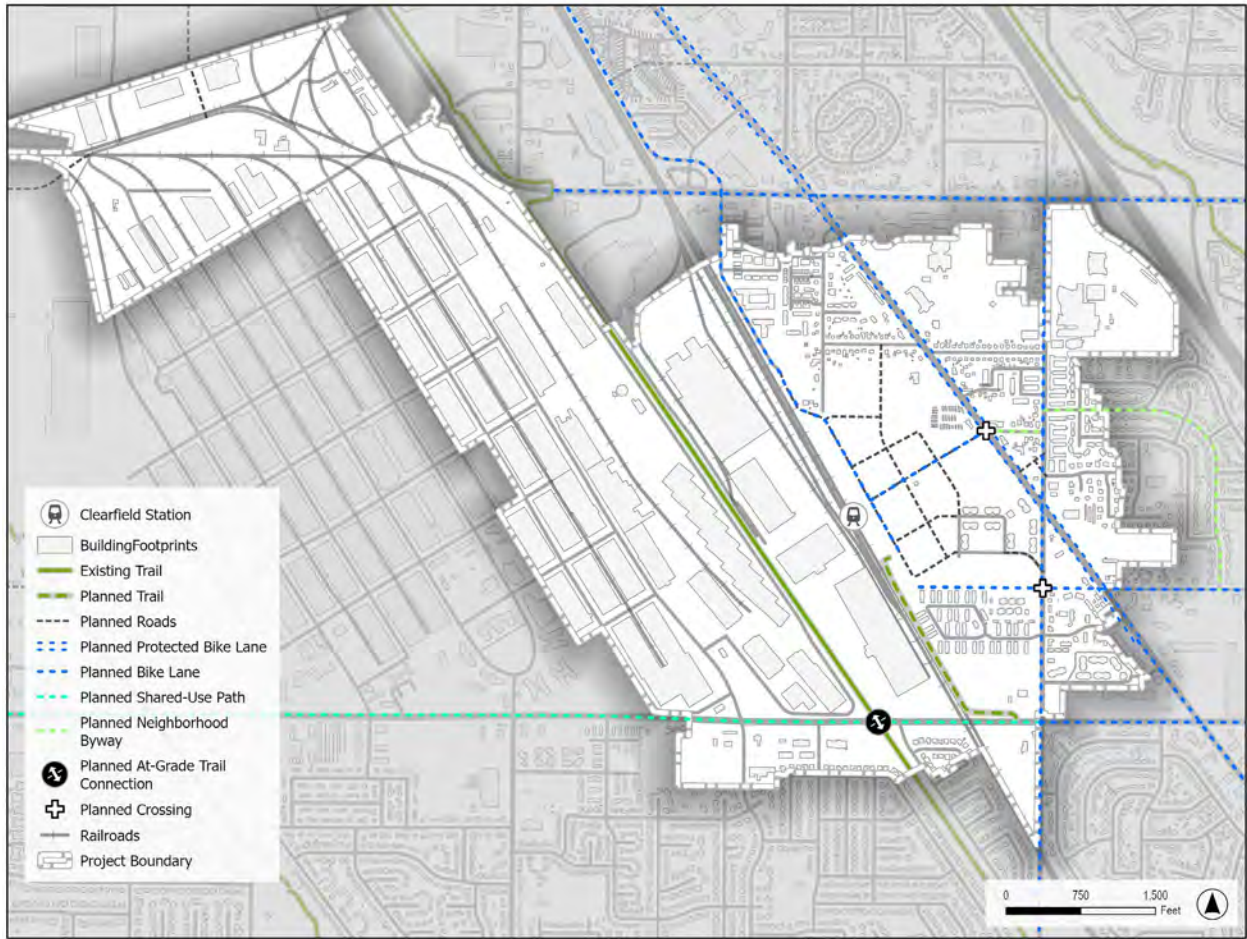 Clearfield Station
BuildingFootprints
Existing Trail
Planned Trail
Planned Roads
Planned Protected Bike Lane
Planned Bike Lane
Planned Shared-Use Path
Planned Neighborhood
Byway
Planned At-Grade Trail
Connection
Planned Crossing
Railroads
Project Boundary
0 750 1,500
Feet